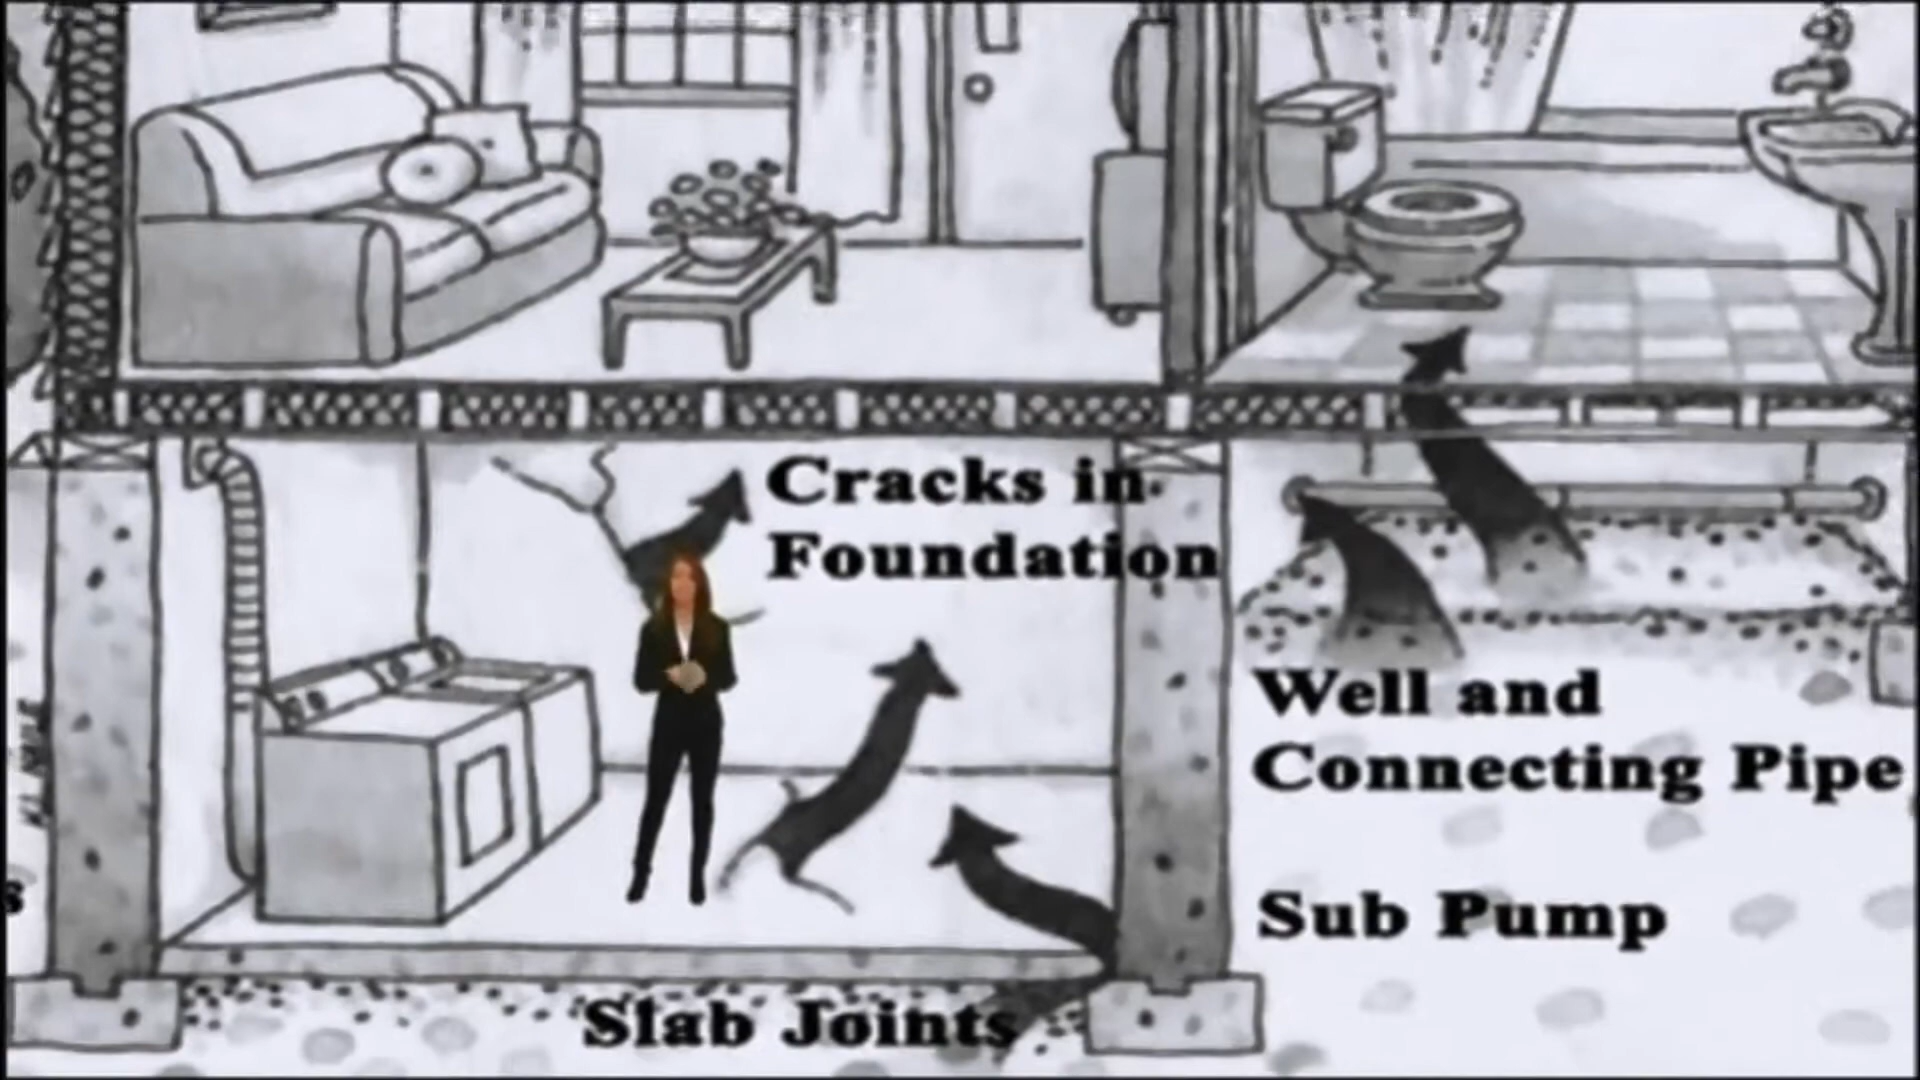 Cracks in
Foundation
Well and
Connecting Pipe
Sub Pump
Slab Joints